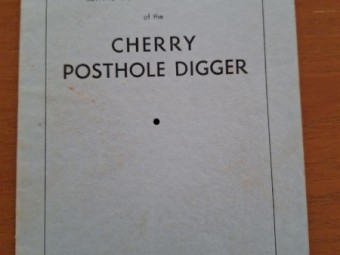 of the
CHERRY
POSTHOLE DIGGER